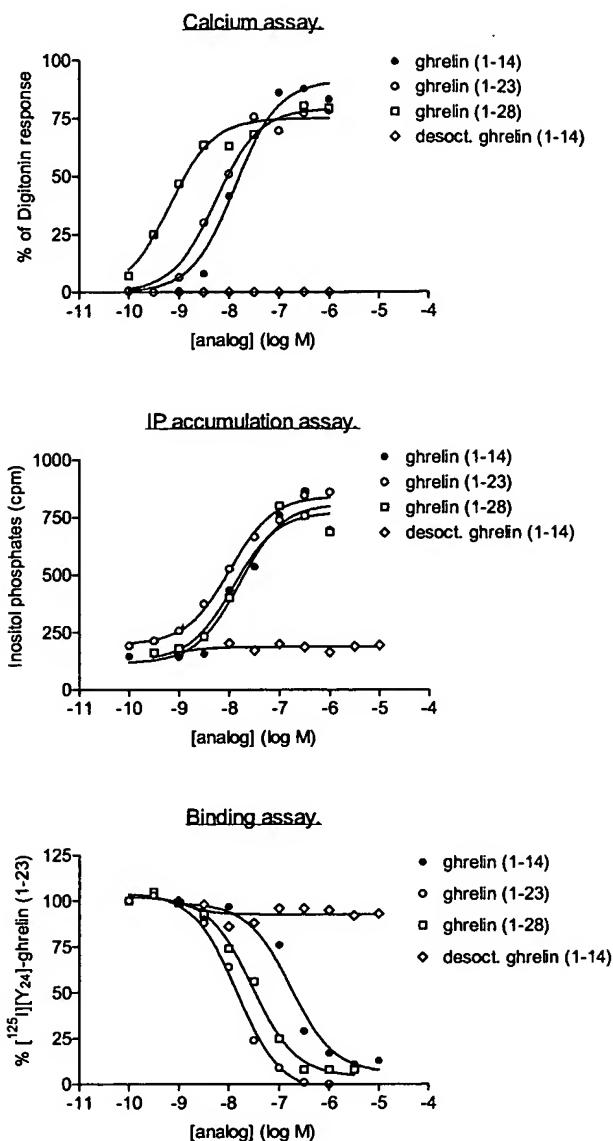 Calcium assay.
100
75
50
25
0
% of Digitonin response
-11 -10 -9 -8 -7 -6 -5 -4
[analog] (log M)
ghrelin (1-14)
ghrelin (1-23)
ghrelin (1-28)
desoct. ghrelin (1-14)
IP accumulation assay.
1000
750
500
250
0
Inositol phosphates (cpm)
-11 -10 -9 -8 -7 -6 -5 -4
[analog] (log M)
ghrelin (1-14)
ghrelin (1-23)
ghrelin (1-28)
desoct. ghrelin (1-14)
Binding assay.
125
100
75
50
25
0
% [125I][Y24]-ghrelin (1-23)
-11 -10 -9 -8 -7 -6 -5 -4
[analog] (log M)
ghrelin (1-14)
ghrelin (1-23)
ghrelin (1-28)
desoct. ghrelin (1-14)